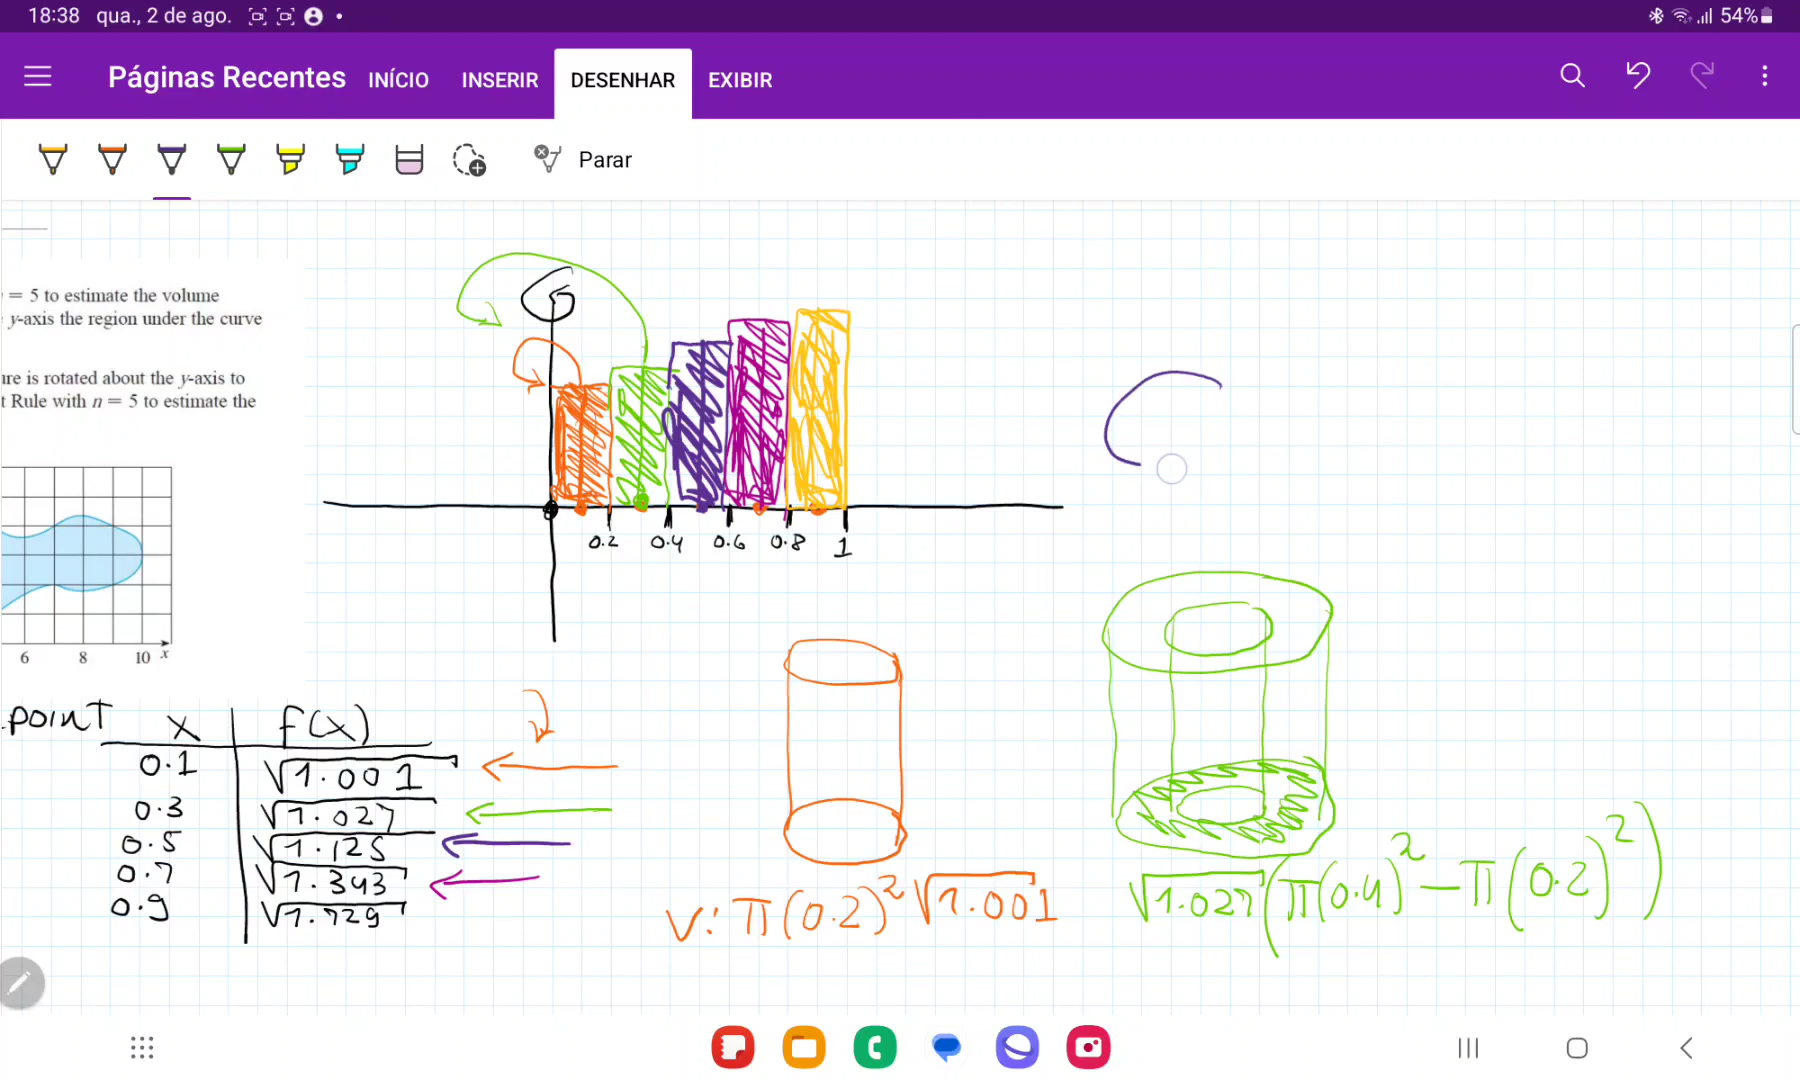 18:38 qua., 2 de ago. 54%
Páginas Recentes INÍCIO INSERIR DESENHAR EXIBIR
Parar
= 5 to estimate the volume
y-axis the region under the curve
ure is rotated about the y-axis to
t Rule with n = 5 to estimate the
0.2 0.4 0.6 0.8 1
6 8 10 x
point x f(x)
0.1 √1.001
0.3 √1.027
0.5 √1.125
0.7 √1.343
0.9 √1.729
V: π(0.2)² √1.001
√1.027(π(0.4)² − π(0.2)²)